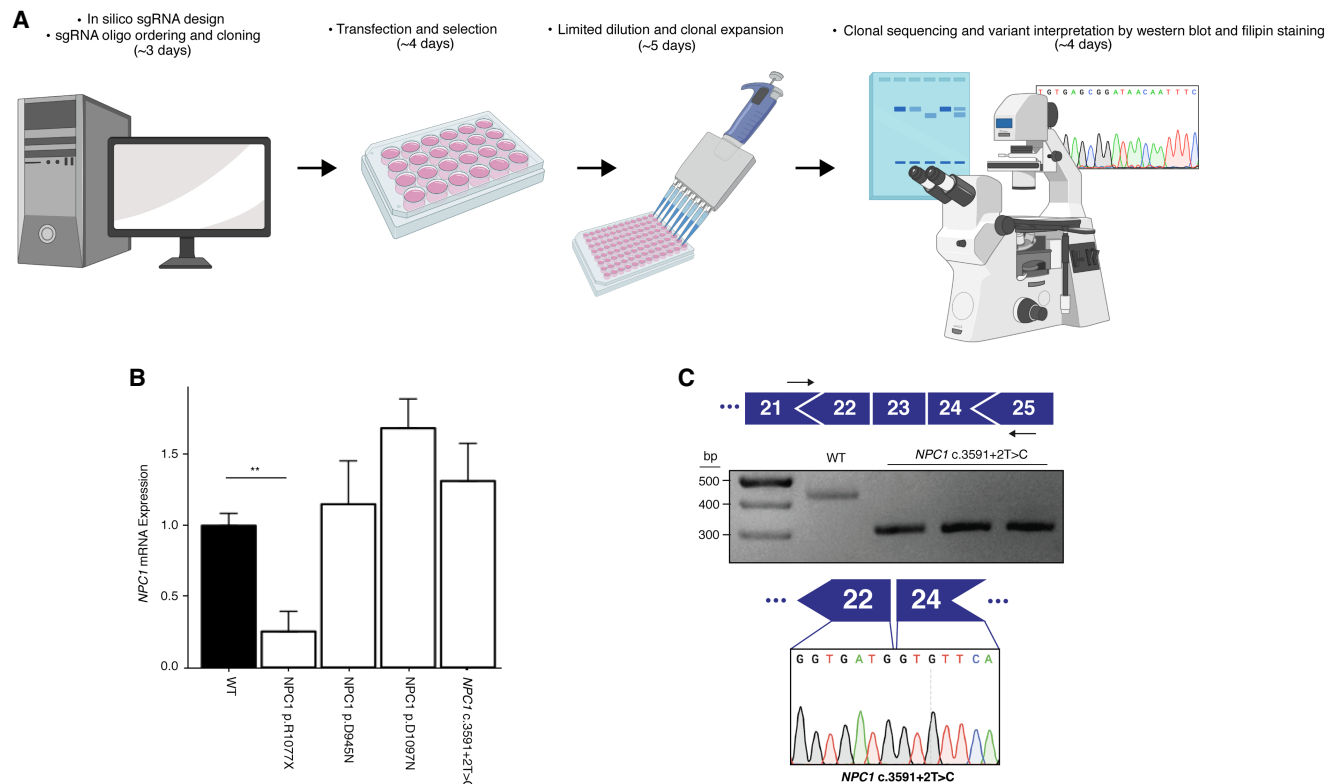 A
• In silico sgRNA design
• sgRNA oligo ordering and cloning
(~3 days)
• Transfection and selection
(~4 days)
• Limited dilution and clonal expansion
(~5 days)
• Clonal sequencing and variant interpretation by western blot and filipin staining
(~4 days)
TGTGAGCGGATAACAATTTC
B
NPC1 mRNA Expression
1.5
1.0
0.5
0.0
**
WT
NPC1 p.R1077X
NPC1 p.D945N
NPC1 p.D1097N
NPC1 c.3591+2T>C
C
••• 21 22 23 24 25
bp
WT
NPC1 c.3591+2T>C
500
400
300
••• 22 24 •••
G G T G A T G G T G T T C A
NPC1 c.3591+2T>C